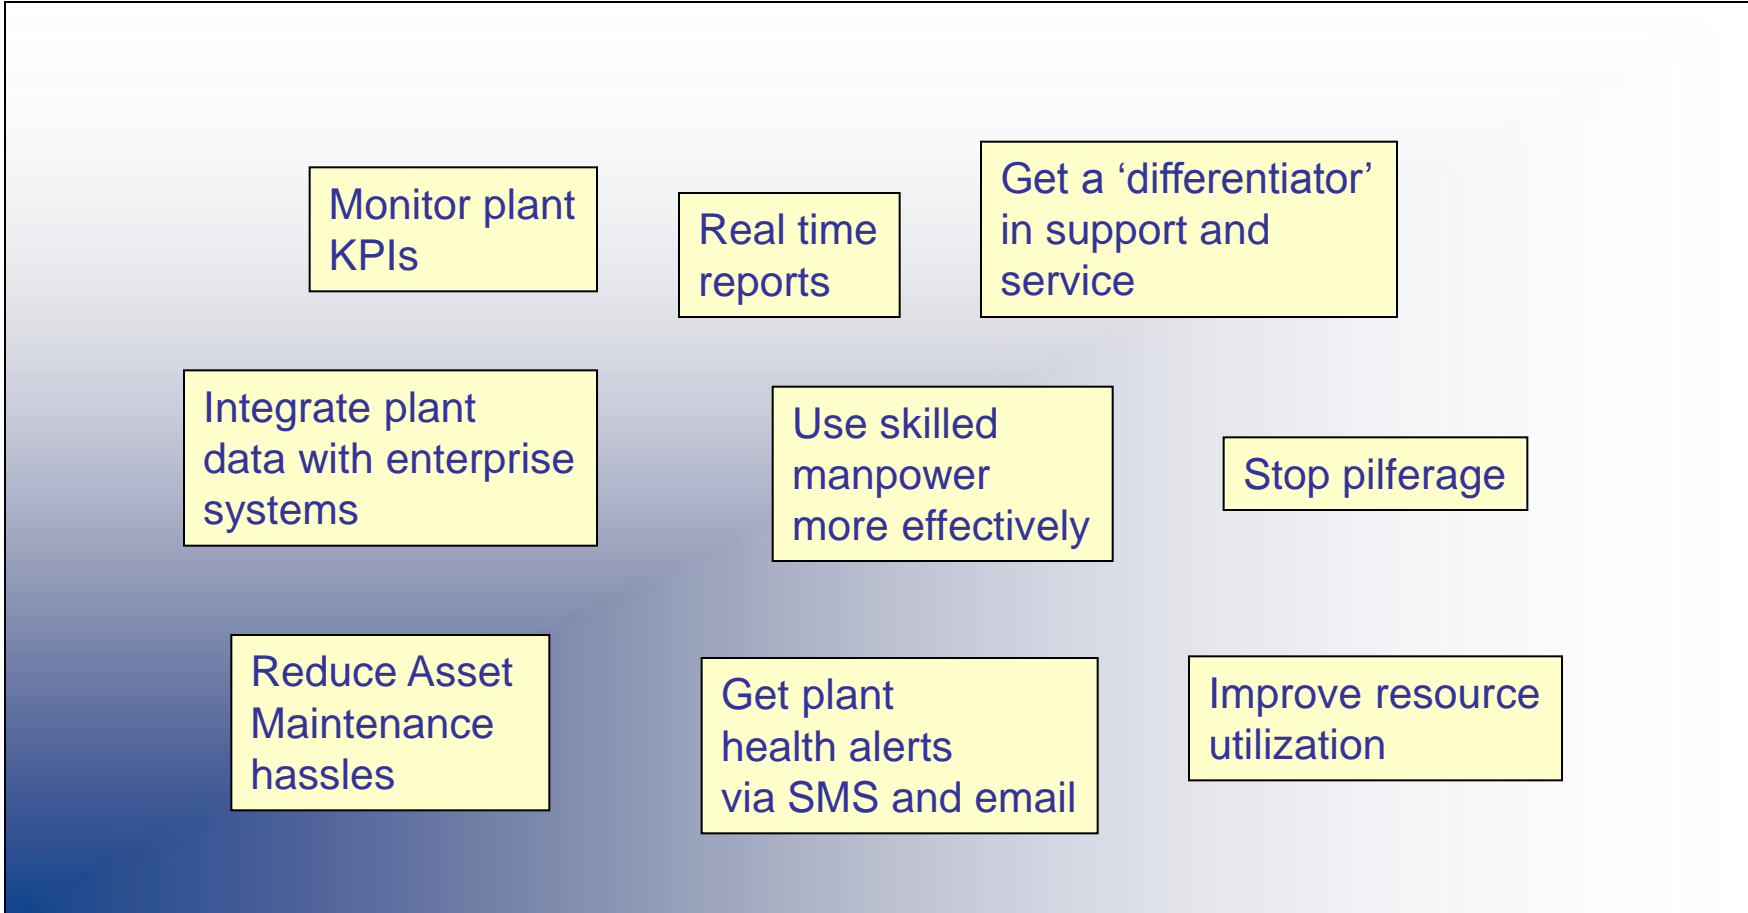 Monitor plant
KPIs
Real time
reports
Get a ‘differentiator’
in support and
service
Integrate plant
data with enterprise
systems
Use skilled
manpower
more effectively
Stop pilferage
Reduce Asset
Maintenance
hassles
Get plant
health alerts
via SMS and email
Improve resource
utilization